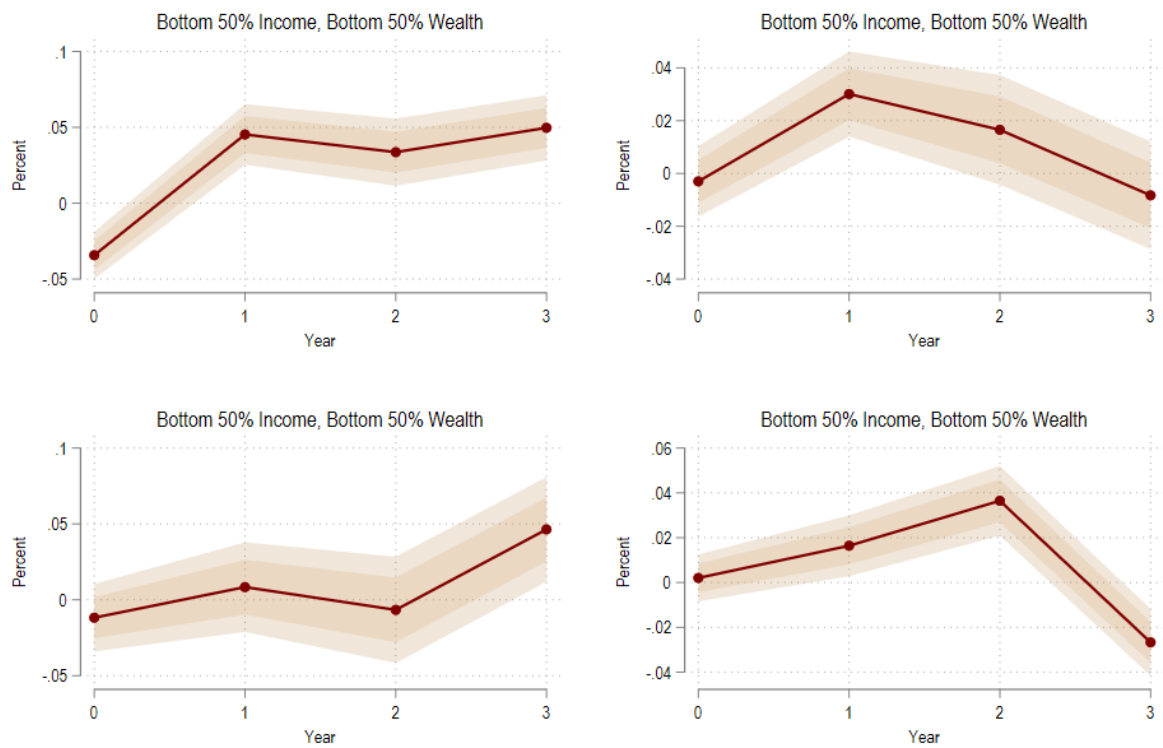 Bottom 50% Income, Bottom 50% Wealth
.1
.05
0
-.05
Percent
0 1 2 3
Year
Bottom 50% Income, Bottom 50% Wealth
.04
.02
0
-.02
-.04
Percent
0 1 2 3
Year
Bottom 50% Income, Bottom 50% Wealth
.1
.05
0
-.05
Percent
0 1 2 3
Year
Bottom 50% Income, Bottom 50% Wealth
.06
.04
.02
0
-.02
-.04
Percent
0 1 2 3
Year